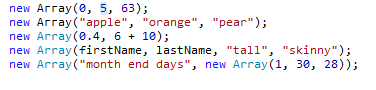 new Array(0, 5, 63);
new Array("apple", "orange", "pear");
new Array(0.4, 6 + 10);
new Array(firstName, lastName, "tall", "skinny");
new Array("month end days", new Array(1, 30, 28));